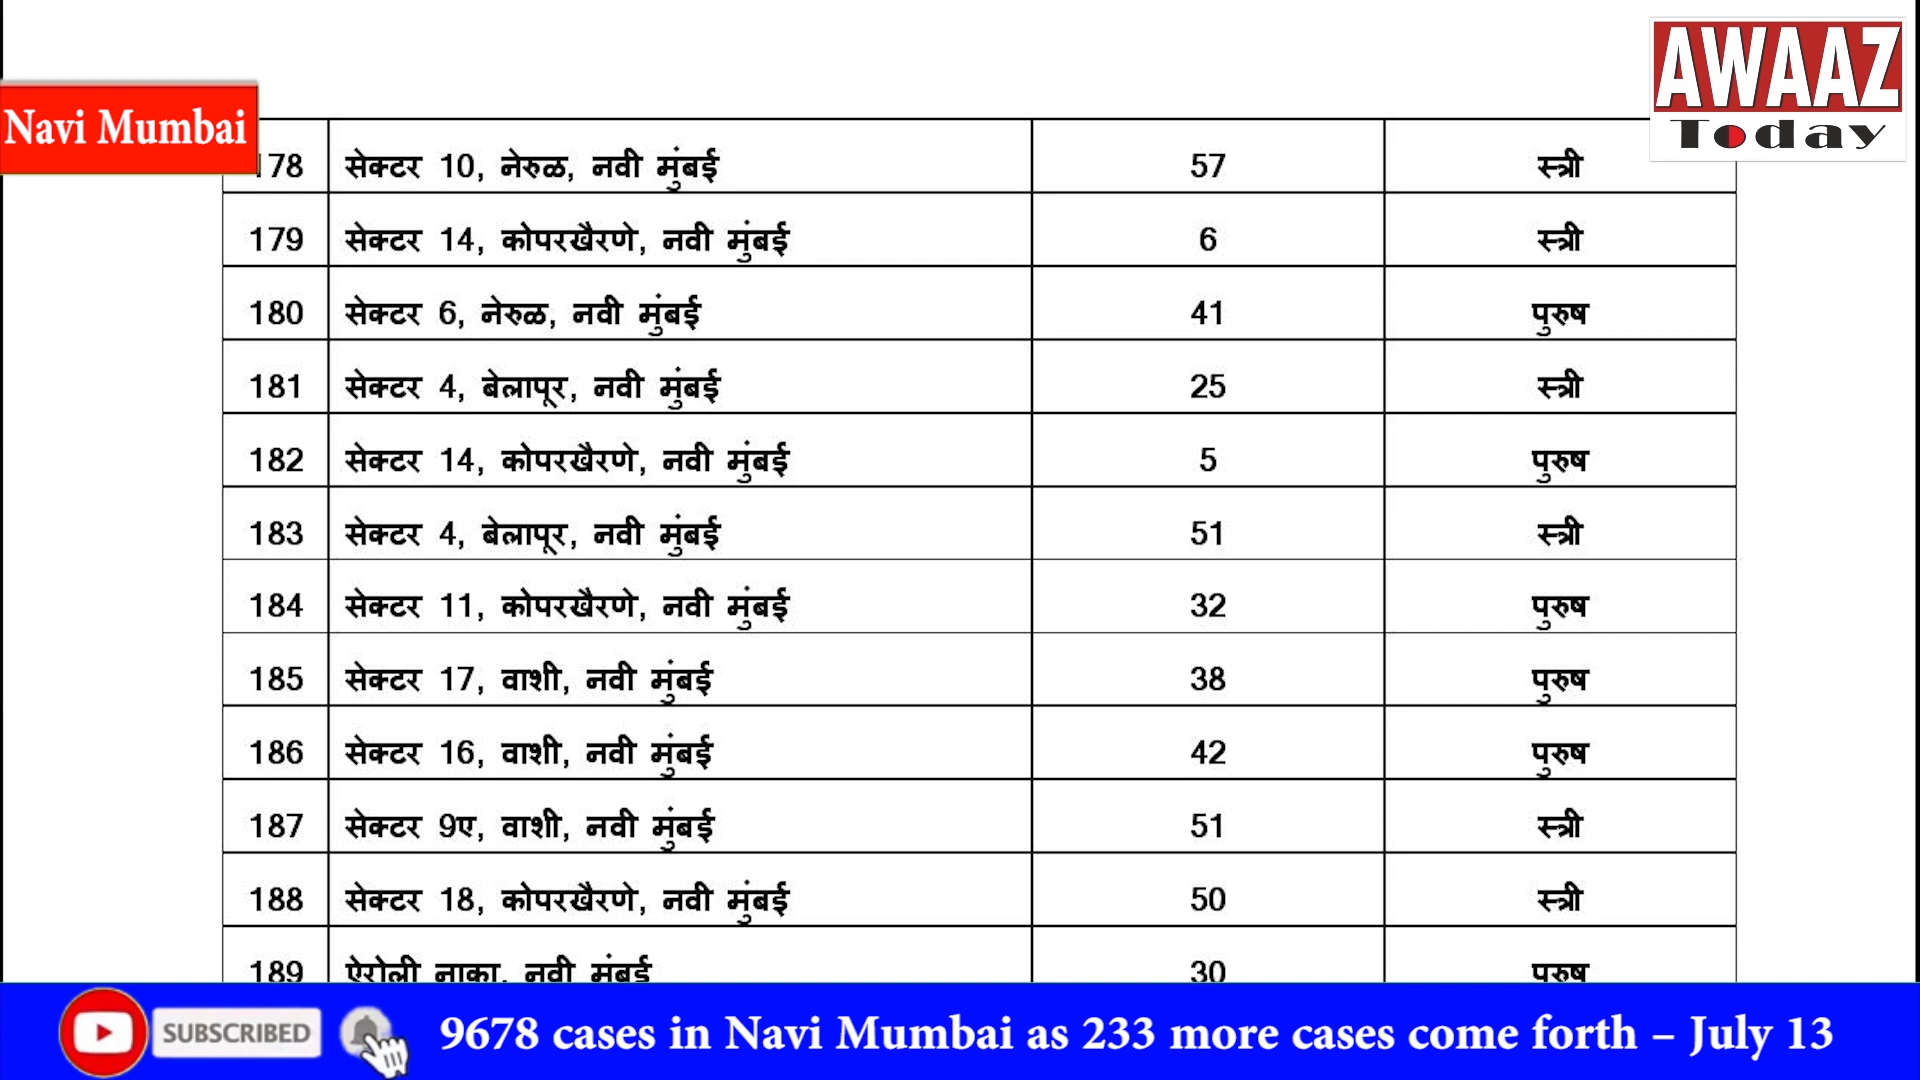 AWAAZ
Today
Navi Mumbai
178 सेक्टर 10, नेरुळ, नवी मुंबई 57 स्त्री
179 सेक्टर 14, कोपरखैरणे, नवी मुंबई 6 स्त्री
180 सेक्टर 6, नेरुळ, नवी मुंबई 41 पुरुष
181 सेक्टर 4, बेलापूर, नवी मुंबई 25 स्त्री
182 सेक्टर 14, कोपरखैरणे, नवी मुंबई 5 पुरुष
183 सेक्टर 4, बेलापूर, नवी मुंबई 51 स्त्री
184 सेक्टर 11, कोपरखैरणे, नवी मुंबई 32 पुरुष
185 सेक्टर 17, वाशी, नवी मुंबई 38 पुरुष
186 सेक्टर 16, वाशी, नवी मुंबई 42 पुरुष
187 सेक्टर 9ए, वाशी, नवी मुंबई 51 स्त्री
188 सेक्टर 18, कोपरखैरणे, नवी मुंबई 50 स्त्री
189 ऐरोली नाका, नवी मुंबई 30 पुरुष
SUBSCRIBED
9678 cases in Navi Mumbai as 233 more cases come forth – July 13